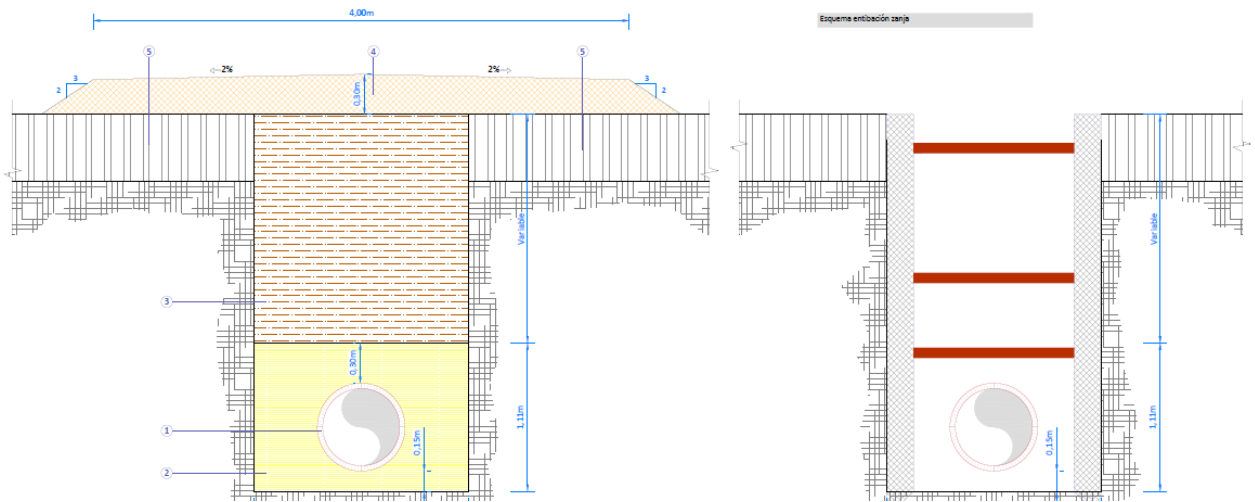 4,00m
Esquema entibación zanja
5
4
5
2%
2%
3
2
3
2
0,30m
Variable
Variable
3
0,30m
1
1,11m
1,11m
0,15m
0,15m
2